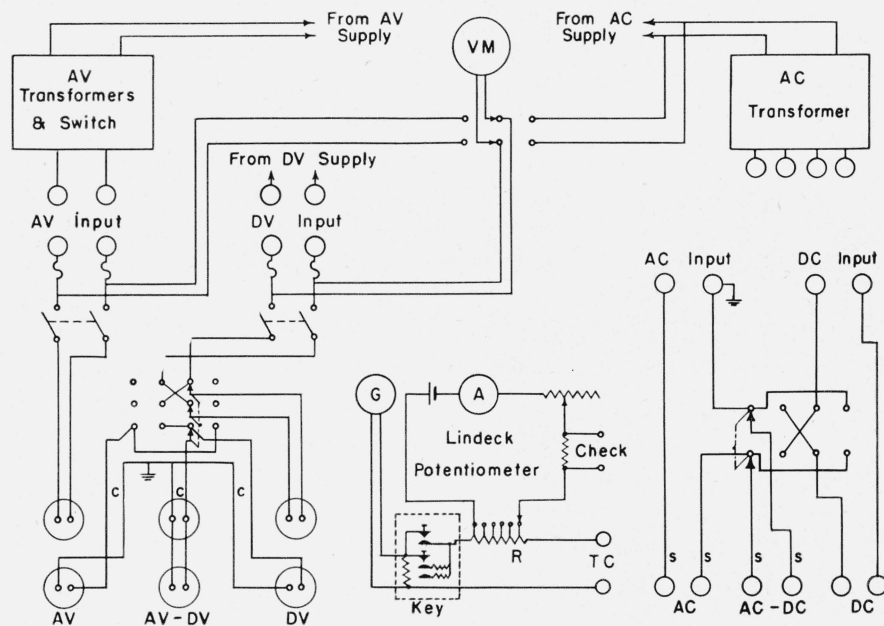 From AV
Supply
VM
From AC
Supply
AV
Transformers
& Switch
AC
Transformer
From DV Supply
AV Input
DV Input
AC Input
DC Input
G
A
Lindeck
Potentiometer
Check
C
C
C
R
TC
Key
S
S
S
S
S
AV
AV-DV
DV
AC
AC-DC
DC